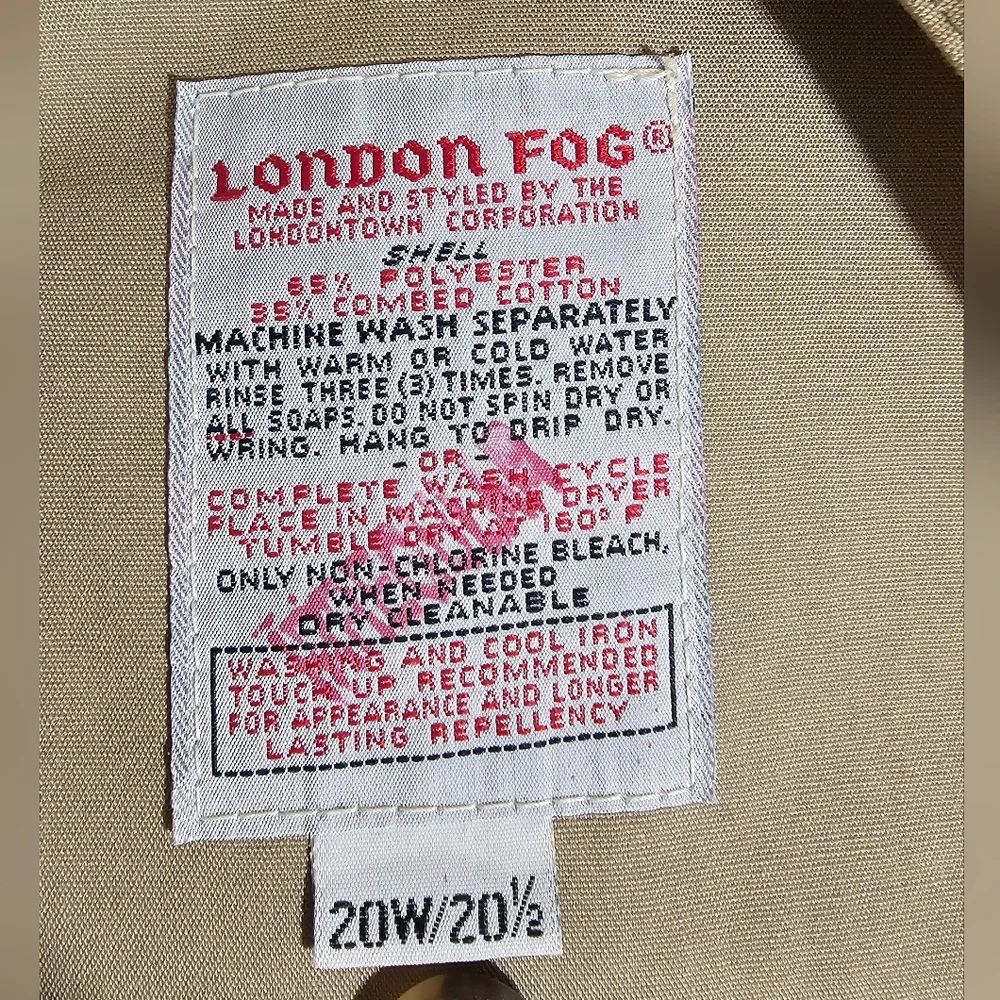 LONDON FOG®
MADE AND STYLED BY THE
LONDONTOWN CORPORATION
SHELL
65% POLYESTER
35% COMBED COTTON
MACHINE WASH SEPARATELY
WITH WARM OR COLD WATER
RINSE THREE (3) TIMES. REMOVE
ALL SOAPS. DO NOT SPIN DRY OR
WRING. HANG TO DRIP DRY.
- OR -
COMPLETE WASH CYCLE
PLACE IN MACHINE DRYER
TUMBLE DRY AT 160° F
ONLY NON-CHLORINE BLEACH,
WHEN NEEDED
DRY CLEANABLE
WASHING AND COOL IRON
TOUCH UP RECOMMENDED
FOR APPEARANCE AND LONGER
LASTING REPELLENCY
20W/20½